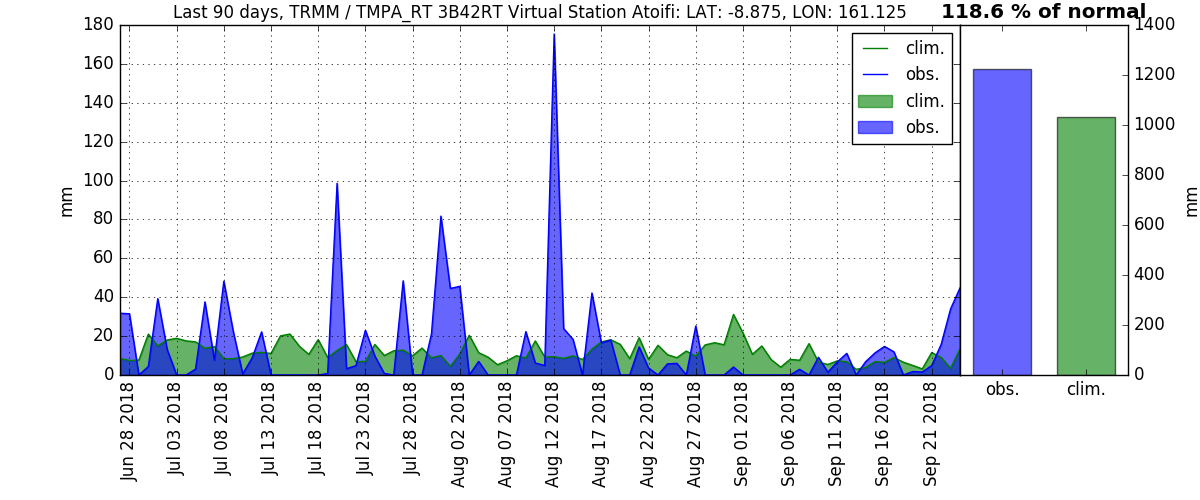 Last 90 days, TRMM / TMPA_RT 3B42RT Virtual Station Atoifi: LAT: -8.875, LON: 161.125
118.6 % of normal
180
160
140
120
100
80
60
40
20
0
mm
clim.
obs.
clim.
obs.
Jun 28 2018
Jul 03 2018
Jul 08 2018
Jul 13 2018
Jul 18 2018
Jul 23 2018
Jul 28 2018
Aug 02 2018
Aug 07 2018
Aug 12 2018
Aug 17 2018
Aug 22 2018
Aug 27 2018
Sep 01 2018
Sep 06 2018
Sep 11 2018
Sep 16 2018
Sep 21 2018
1400
1200
1000
800
600
400
200
0
mm
obs.
clim.